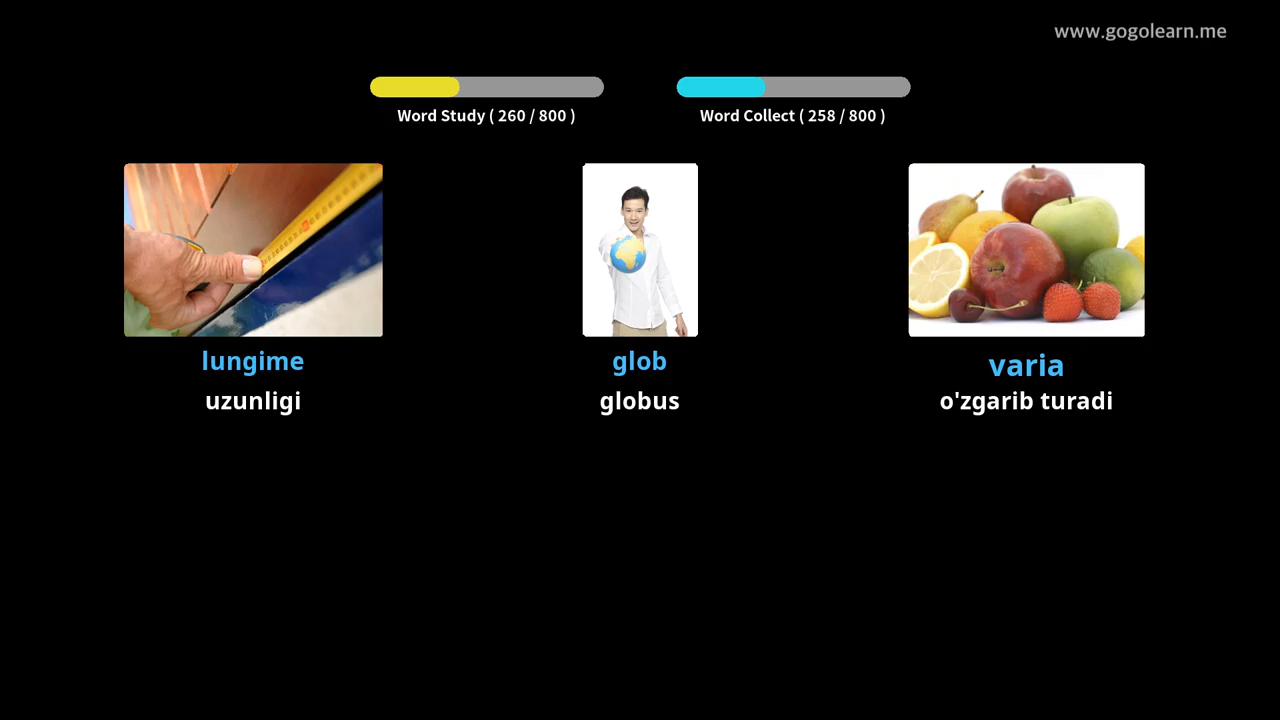 www.gogolearn.me
Word Study ( 260 / 800 )
Word Collect ( 258 / 800 )
lungime
glob
varia
uzunligi
globus
o'zgarib turadi